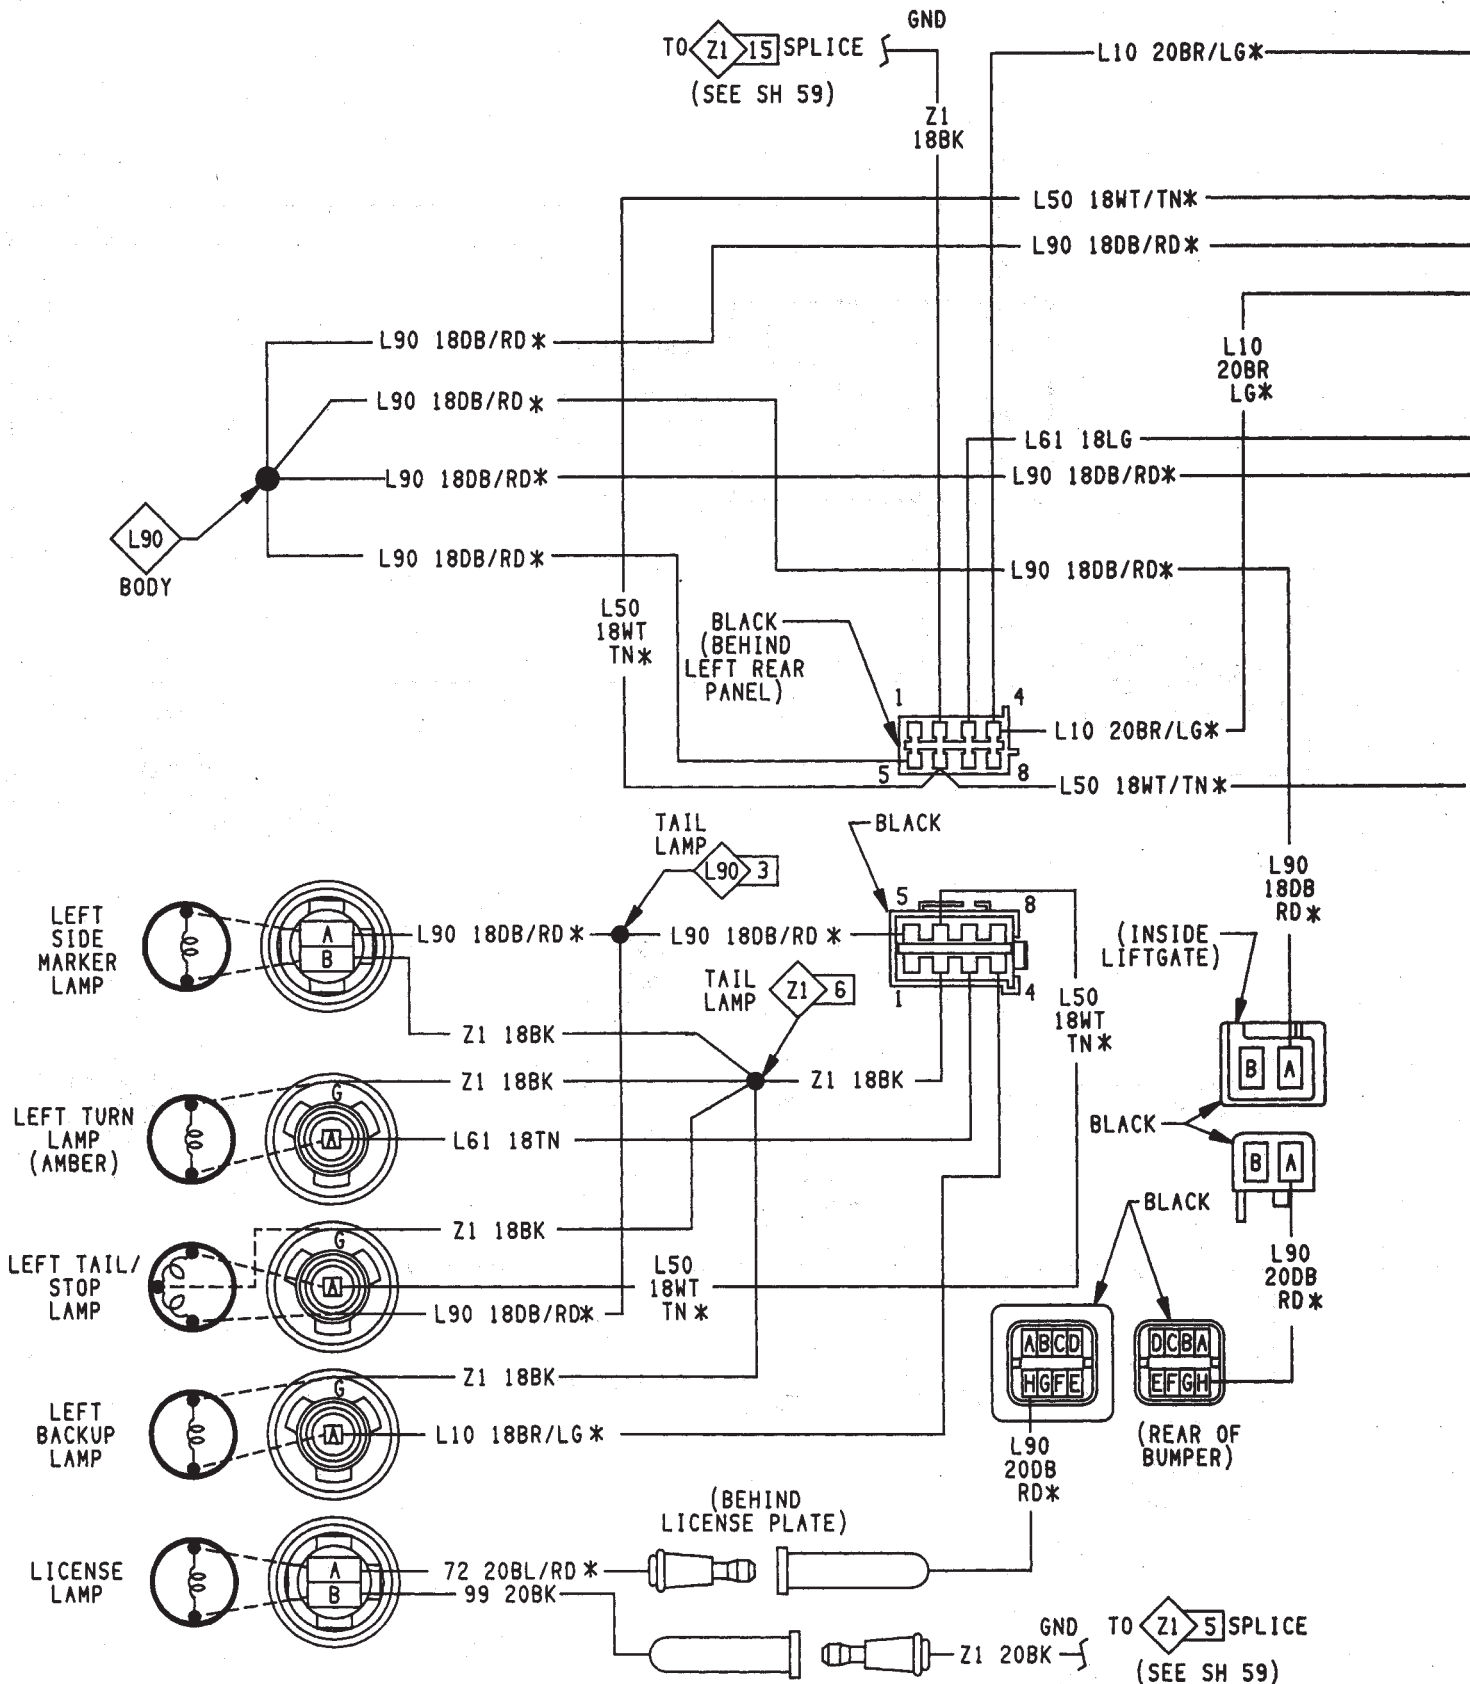 GND
TO Z1 15 SPLICE
(SEE SH 59)
L10 20BR/LG*
Z1
18BK
L50 18WT/TN*
L90 18DB/RD*
L90 18DB/RD*
L10
20BR
LG*
L90 18DB/RD*
L61 18LG
L90 18DB/RD*
L90 18DB/RD*
L90
BODY
L90 18DB/RD*
L90 18DB/RD*
L50
18WT
TN*
BLACK
(BEHIND
LEFT REAR
PANEL)
1
4
5
8
L10 20BR/LG*
L50 18WT/TN*
TAIL
LAMP
L90 3
BLACK
5
8
1
4
L90
18DB
RD*
LEFT
SIDE
MARKER
LAMP
A
B
L90 18DB/RD*
L90 18DB/RD*
(INSIDE
LIFTGATE)
TAIL
LAMP
Z1 6
L50
18WT
TN*
Z1 18BK
B A
Z1 18BK
Z1 18BK
LEFT TURN
LAMP
(AMBER)
G
A
L61 18TN
BLACK
B A
BLACK
Z1 18BK
LEFT TAIL/
STOP
LAMP
G
A
L50
18WT
TN*
L90 18DB/RD*
L90
20DB
RD*
ABCD
HGFE
DCBA
EFGH
(REAR OF
BUMPER)
Z1 18BK
LEFT
BACKUP
LAMP
G
A
L10 18BR/LG*
L90
20DB
RD*
(BEHIND
LICENSE PLATE)
LICENSE
LAMP
A
B
72 20BL/RD*
99 20BK
GND
TO Z1 5 SPLICE
Z1 20BK
(SEE SH 59)